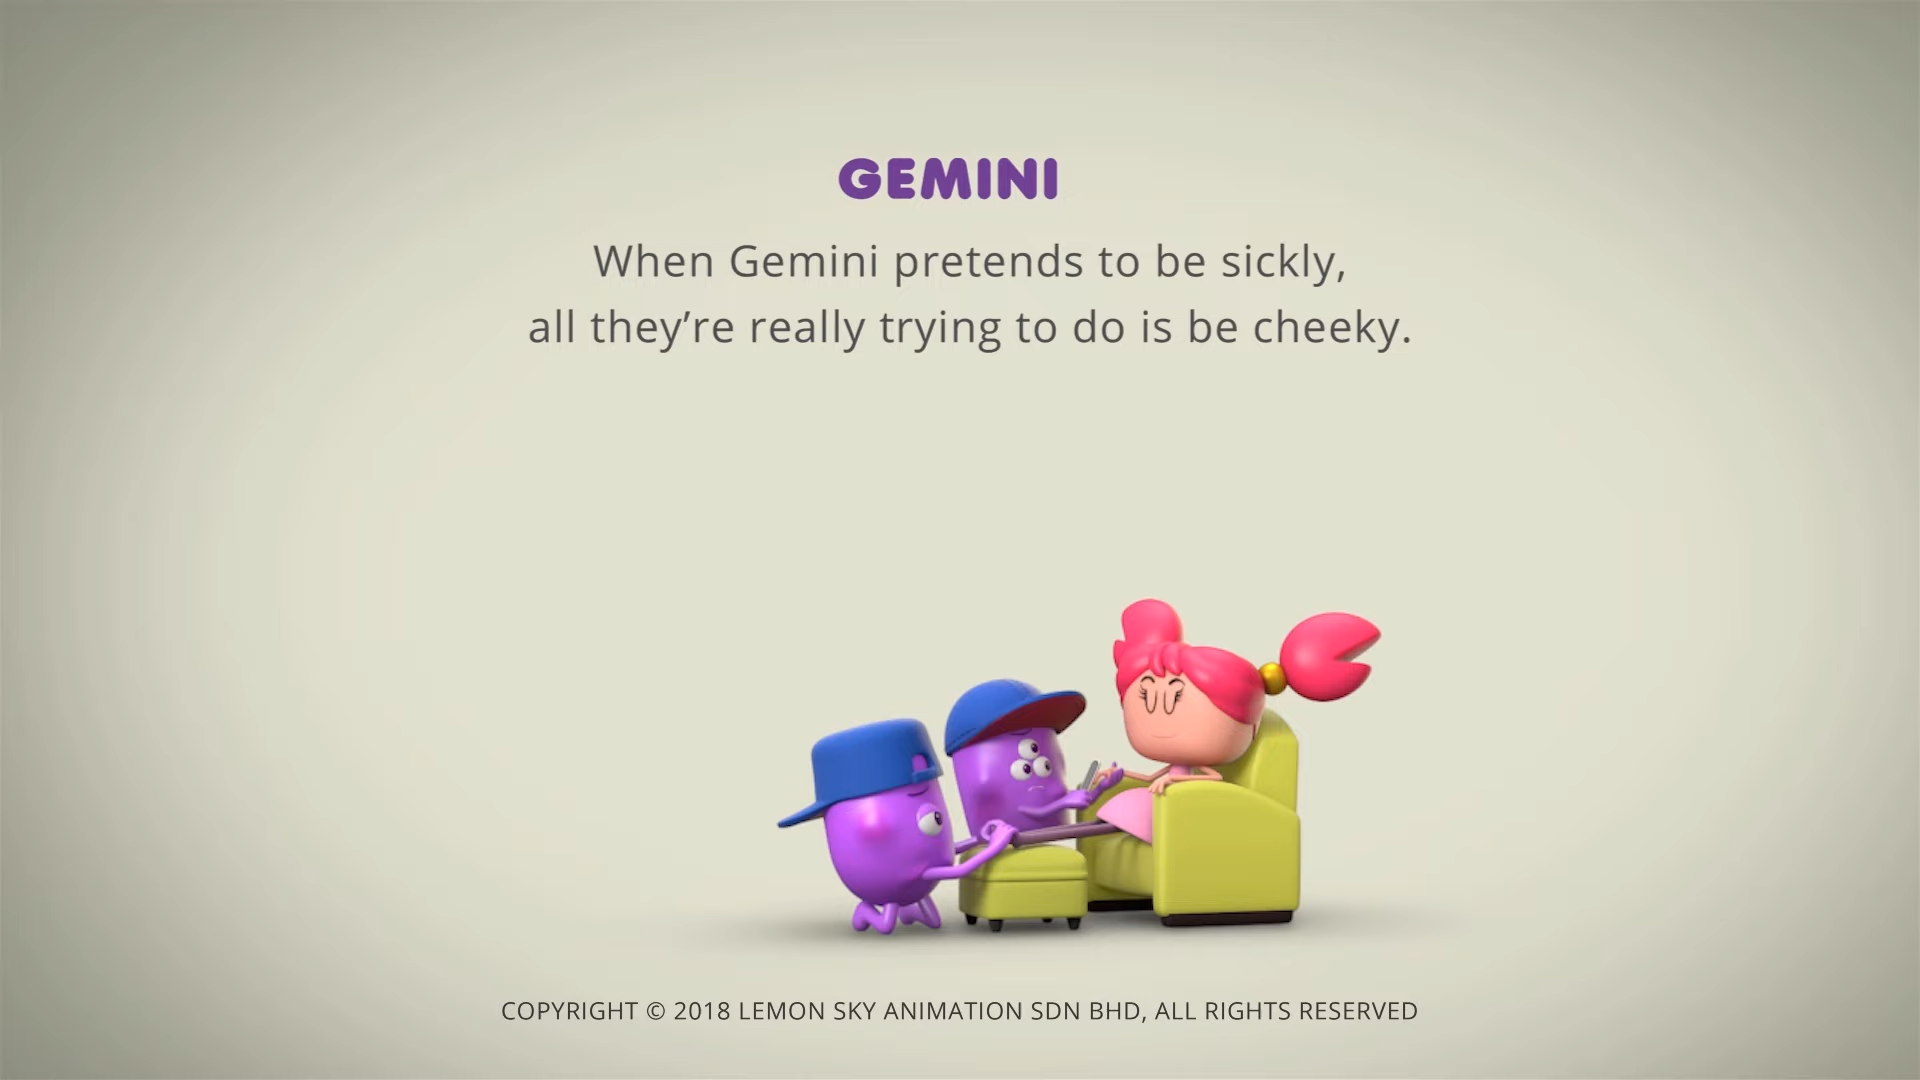 GEMINI
When Gemini pretends to be sickly,
all they’re really trying to do is be cheeky.
COPYRIGHT © 2018 LEMON SKY ANIMATION SDN BHD, ALL RIGHTS RESERVED